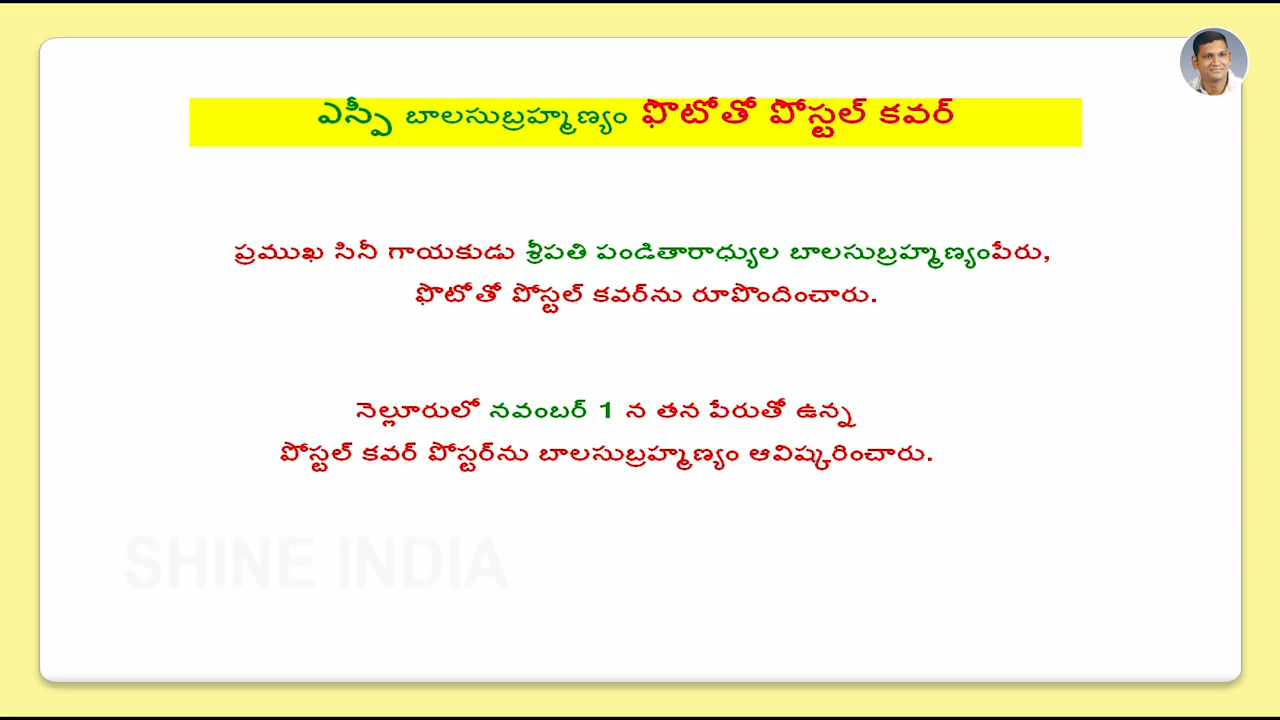 ఎస్పీ బాలసుబ్రహ్మణ్యం ఫొటోతో పోస్టల్ కవర్
ప్రముఖ సినీ గాయకుడు శ్రీపతి పండితారాధ్యుల బాలసుబ్రహ్మణ్యంపేరు,
ఫొటోతో పోస్టల్ కవర్‌ను రూపొందించారు.
నెల్లూరులో నవంబర్ 1 న తన పేరుతో ఉన్న
పోస్టల్ కవర్ పోస్టర్‌ను బాలసుబ్రహ్మణ్యం ఆవిష్కరించారు.
SHINE INDIA